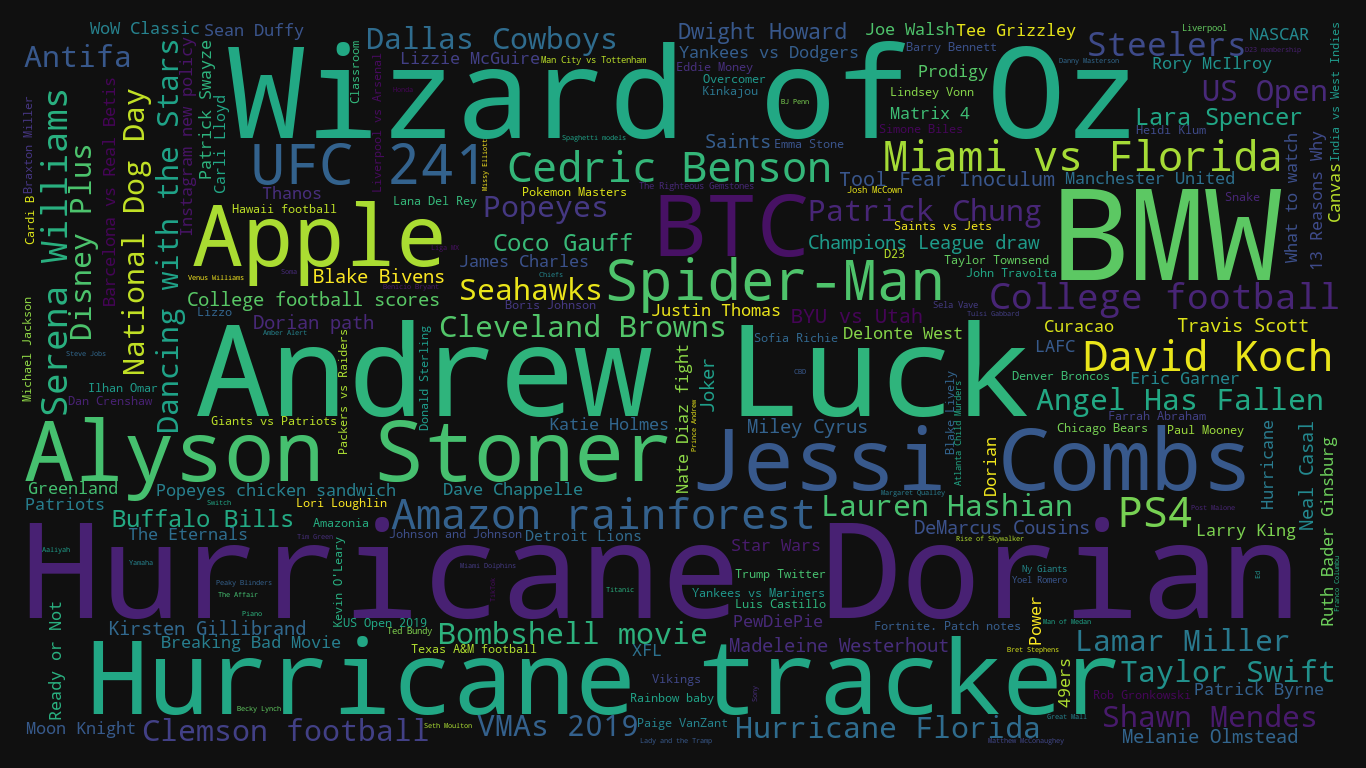 WoW Classic
Sean Duffy
Dallas Cowboys
Dwight Howard
Joe Walsh
Tee Grizzley
Liverpool
NASCAR
Antifa
Lizzie McGuire
Man City vs Tottenham
Yankees vs Dodgers
Barry Bennett
Steelers
D23 membership
Wizard of Oz
Classroom
Eddie Money
Danny Masterson
Rory McIlroy
Prodigy
Overcomer
Kinkajou
Lindsey Vonn
US Open
BJ Penn
Matrix 4
Lara Spencer
Patrick Swayze
Instagram new policy
Dancing with the Stars
Carli Lloyd
Simone Biles
Heidi Klum
India vs West Indies
Spaghetti models
Saints
Emma Stone
UFC 241
Cedric Benson
Miami vs Florida
What to watch
13 Reasons Why
Canvas
Liverpool vs Arsenal
Missy Elliott
Barcelona vs Real Betis
National Dog Day
Disney Plus
Serena Williams
Braxton Miller
Cardi B
Thanos
Pokemon Masters
The Righteous Gemstones
Tool Fear Inoculum
Josh McCown
Manchester United
Snake
Hawaii football
Lana Del Rey
Popeyes
BTC
Patrick Chung
BMW
Apple
Saints vs Jets
Coco Gauff
Champions League draw
D23
Taylor Townsend
James Charles
John Travolta
Venus Williams
Soma
Blake Bivens
Chiefs
Spider-Man
Seahawks
College football scores
Boris Johnson
Justin Thomas
Sela Vave
Tulsi Gabbard
College football
Lizzo
Dorian path
Cleveland Browns
BYU vs Utah
Delonte West
Curacao
Travis Scott
Amber Alert
Sofia Richie
LAFC
David Koch
Michael Jackson
Steve Jobs
Andrew Luck
Donald Sterling
Packers vs Raiders
Nate Diaz fight
Joker
CBD
Denver Broncos
Eric Garner
Ilhan Omar
Dan Crenshaw
Angel Has Fallen
Blake Lively
Atlanta Child Murders
Giants vs Patriots
Katie Holmes
Miley Cyrus
Farrah Abraham
Prince Andrew
Chicago Bears
Paul Mooney
Alyson Stoner
Jessi Combs
Dorian
Hurricane
Neal Casal
Ruth Bader Ginsburg
Greenland
Popeyes chicken sandwich
Dave Chappelle
Margaret Qualley
Patriots
Switch
Lori Loughlin
Amazon rainforest
Lauren Hashian
PS4
Post Malone
Buffalo Bills
Amazonia
The Eternals
Tim Green
Johnson and Johnson
Detroit Lions
DeMarcus Cousins
Larry King
Star Wars
Rise of Skywalker
Aaliyah
Yamaha
Hurricane Dorian
Miami Dolphins
Trump Twitter
Ny Giants
Yoel Romero
Ed
Franco Columbu
Peaky Blinders
The Affair
Titanic
Yankees vs Mariners
Luis Castillo
Kevin O'Leary
Piano
US Open 2019
PewDiePie
Fortnite. Patch notes
Man of Medan
Power
Kirsten Gillibrand
Ted Bundy
Bombshell movie
Lamar Miller
Breaking Bad Movie
Texas A&M football
XFL
Madeleine Westerhout
Bret Stephens
Ready or Not
Hurricane tracker
Vikings
49ers
Taylor Swift
Rob Gronkowski
Patrick Byrne
Rainbow baby
Sony
Becky Lynch
Moon Knight
Clemson football
Seth Moulton
VMAs 2019
Paige VanZant
Hurricane Florida
Great Mall
Shawn Mendes
Lady and the Tramp
Matthew McConaughey
Melanie Olmstead